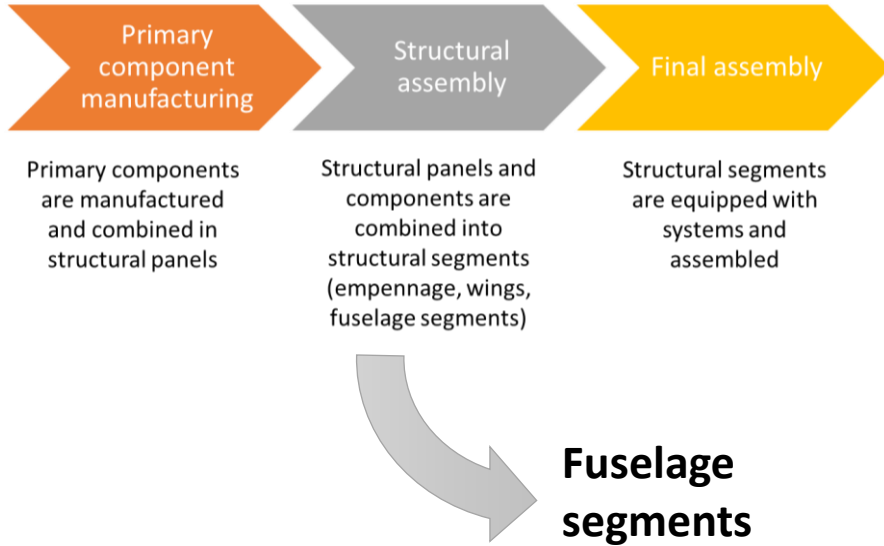 Primary
component
manufacturing
Structural
assembly
Final assembly
Primary components
are manufactured
and combined in
structural panels
Structural panels and
components are
combined into
structural segments
(empennage, wings,
fuselage segments)
Structural segments
are equipped with
systems and
assembled
Fuselage
segments